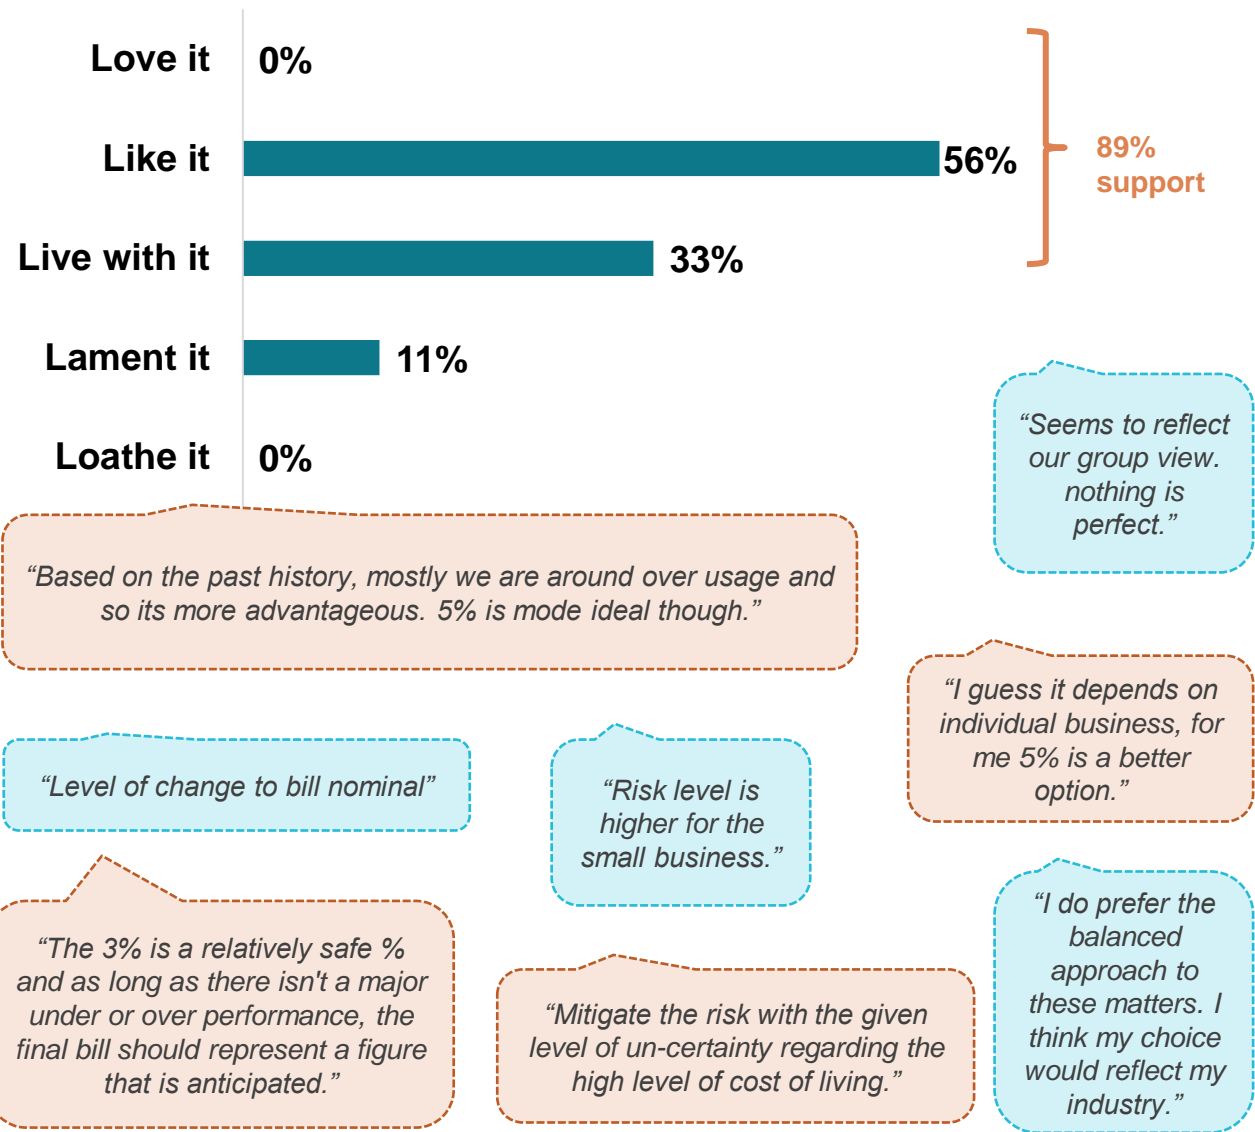 Love it 0%
Like it 56%
Live with it 33%
Lament it 11%
Loathe it 0%
89%
support
“Seems to reflect
our group view.
nothing is
perfect.”
“Based on the past history, mostly we are around over usage and
so its more advantageous. 5% is mode ideal though.”
“I guess it depends on
individual business, for
me 5% is a better
option.”
“Level of change to bill nominal”
“Risk level is
higher for the
small business.”
“The 3% is a relatively safe %
and as long as there isn't a major
under or over performance, the
final bill should represent a figure
that is anticipated.”
“Mitigate the risk with the given
level of un-certainty regarding the
high level of cost of living.”
“I do prefer the
balanced
approach to
these matters. I
think my choice
would reflect my
industry.”